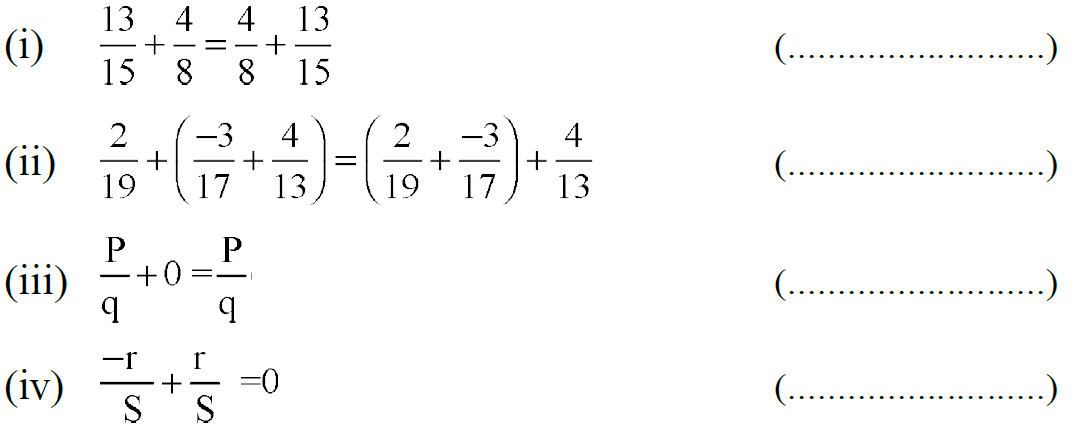 (i) 13/15 + 4/8 = 4/8 + 13/15 (..........................)
(ii) 2/19 + (-3/17 + 4/13) = (2/19 + -3/17) + 4/13 (..........................)
(iii) P/q + 0 = P/q (..........................)
(iv) -r/S + r/S = 0 (..........................)